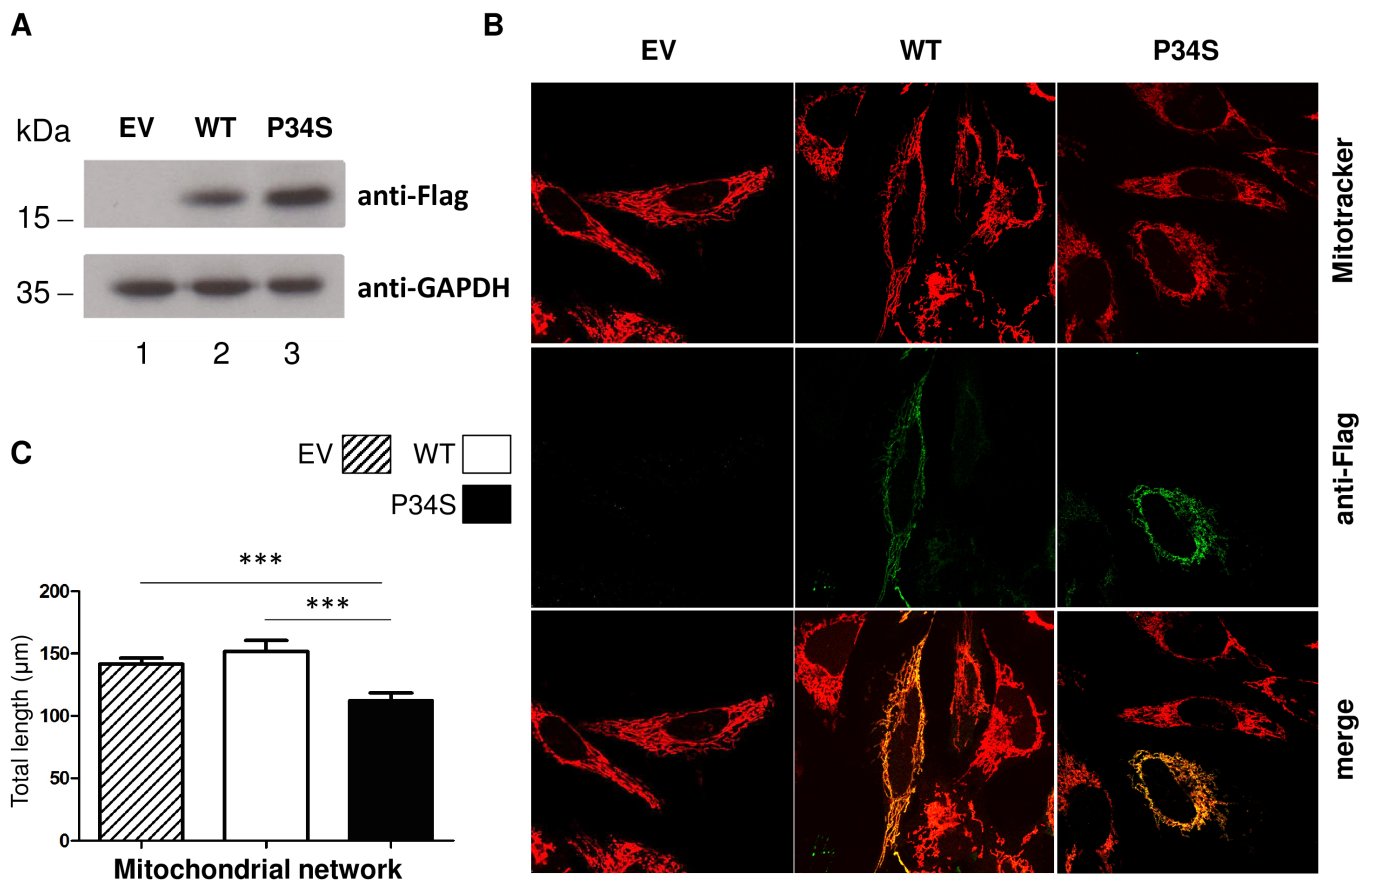 A
kDa EV WT P34S
anti-Flag
15 –
35 – anti-GAPDH
1 2 3
B
EV WT P34S
Mitotracker
anti-Flag
merge
C
EV WT
P34S
***
***
200
150
100
50
0
Total length (µm)
Mitochondrial network